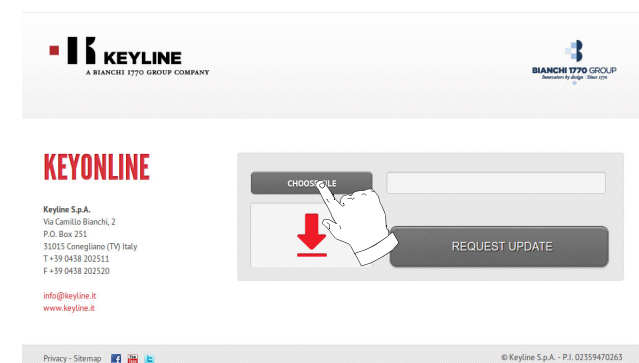 KEYLINE
A BIANCHI 1770 GROUP COMPANY
BIANCHI 1770 GROUP
Innovators by design | Since 1770
KEYONLINE
CHOOSE FILE
Keyline S.p.A.
Via Camillo Bianchi, 2
P.O. Box 251
31015 Conegliano (TV) Italy
T +39 0438 202511
F +39 0438 202520
REQUEST UPDATE
info@keyline.it
www.keyline.it
Privacy - Sitemap
© Keyline S.p.A. - P.I. 02359470263